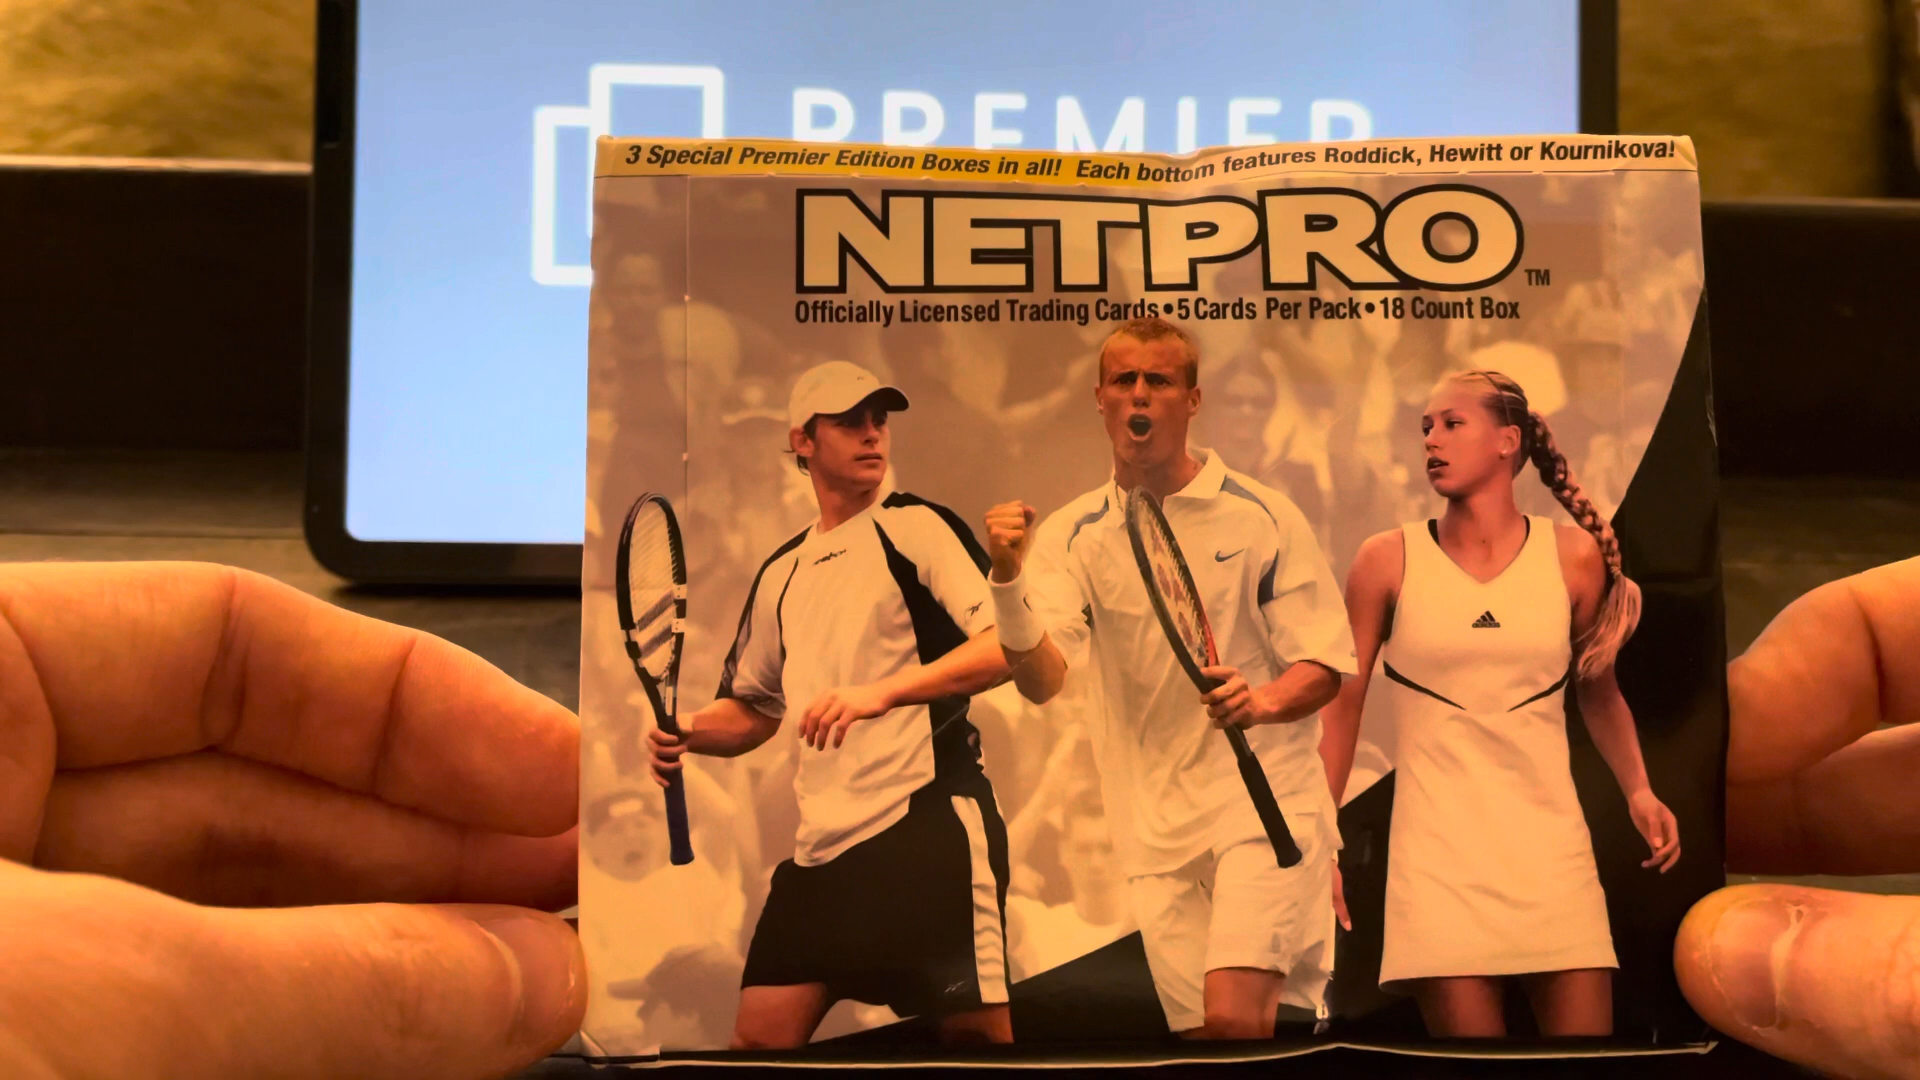 PREMIER
3 Special Premier Edition Boxes in all! Each bottom features Roddick, Hewitt or Kournikova!
NETPRO™
Officially Licensed Trading Cards • 5 Cards Per Pack • 18 Count Box